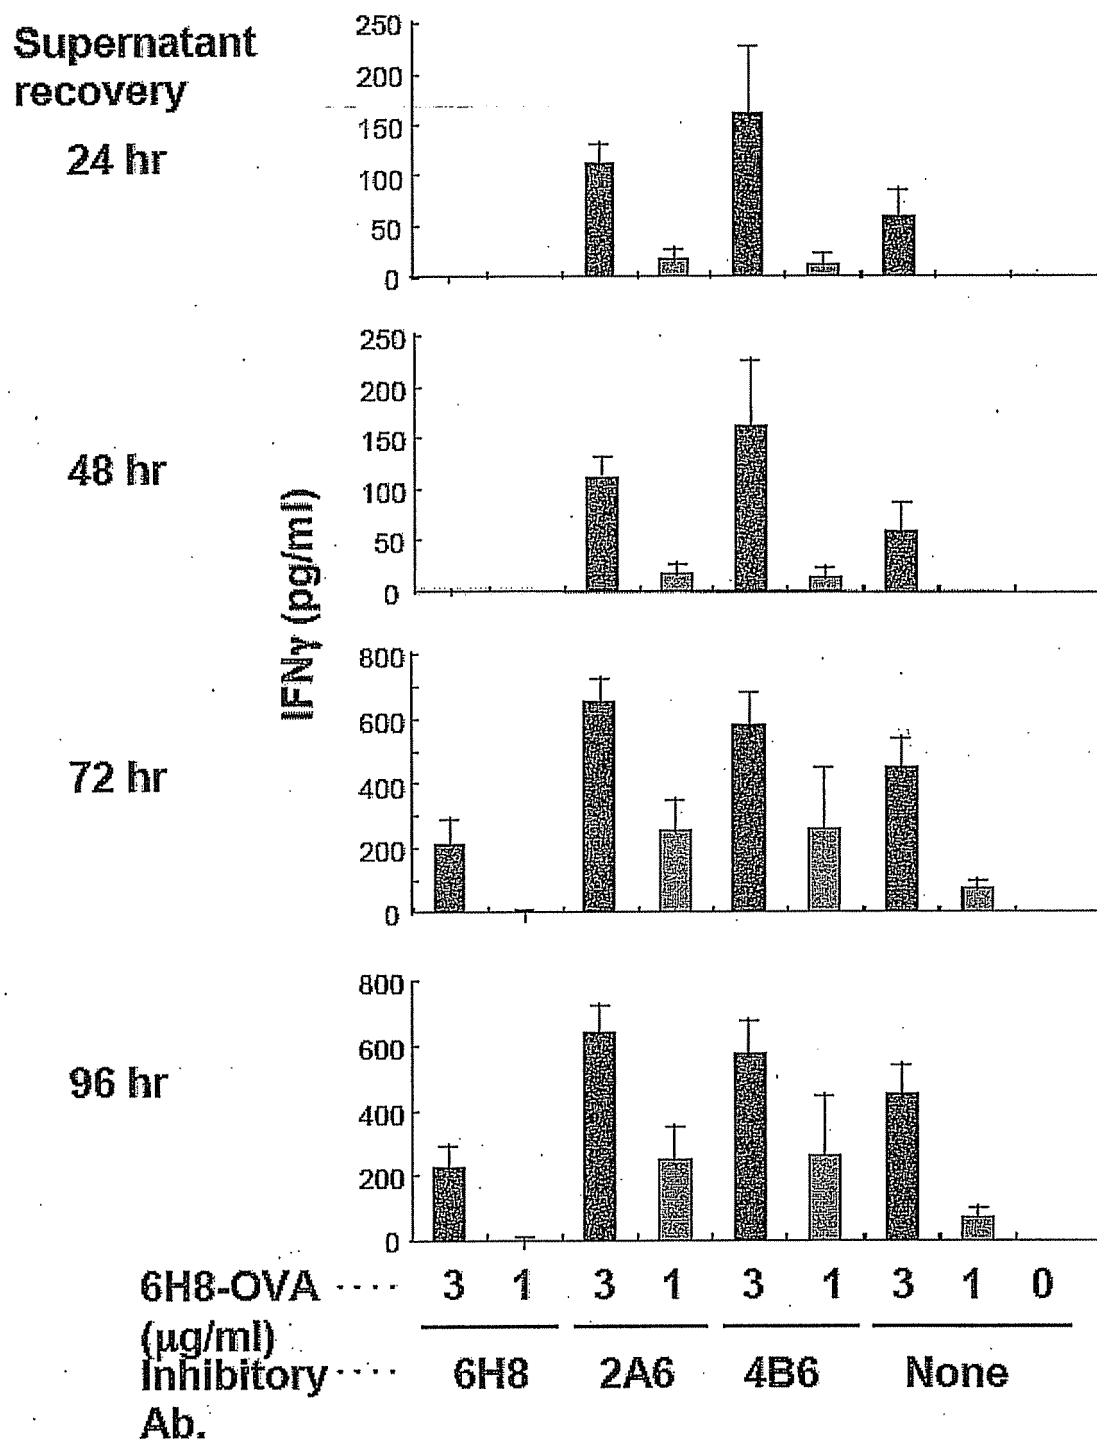 Supernatant
recovery
24 hr
250
200
150
100
50
0
48 hr
250
200
150
100
50
0
IFNγ (pg/ml)
72 hr
800
600
400
200
0
96 hr
800
600
400
200
0
6H8-OVA ···· 3 1 3 1 3 1 3 1 0
(μg/ml)
Inhibitory ···· 6H8 2A6 4B6 None
Ab.